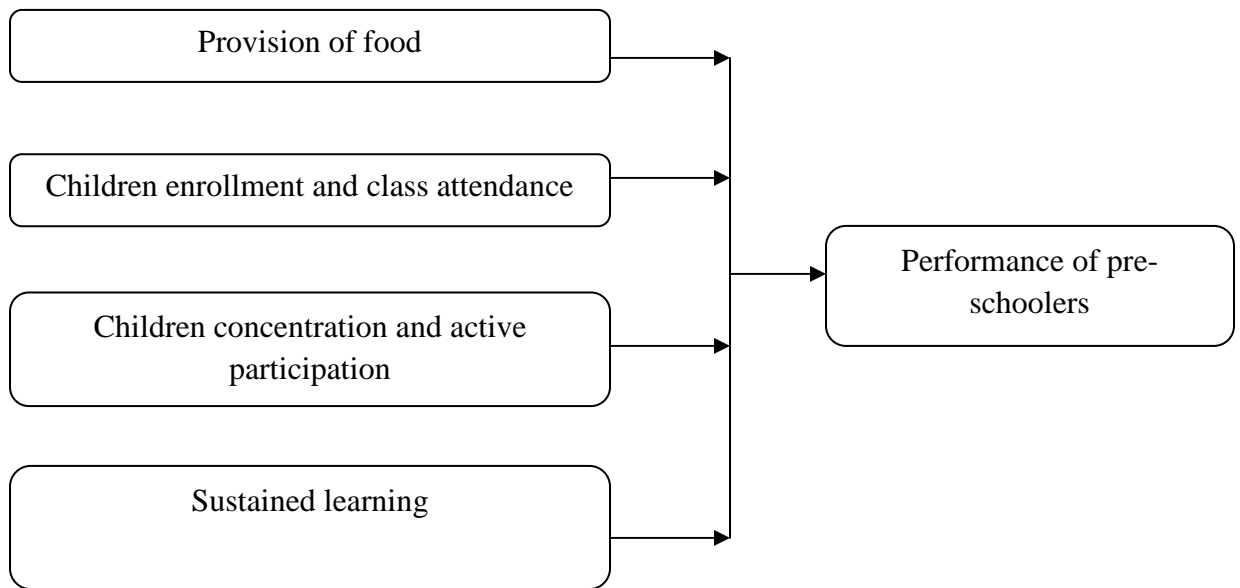 Provision of food
Children enrollment and class attendance
Children concentration and active
participation
Sustained learning
Performance of pre-
schoolers